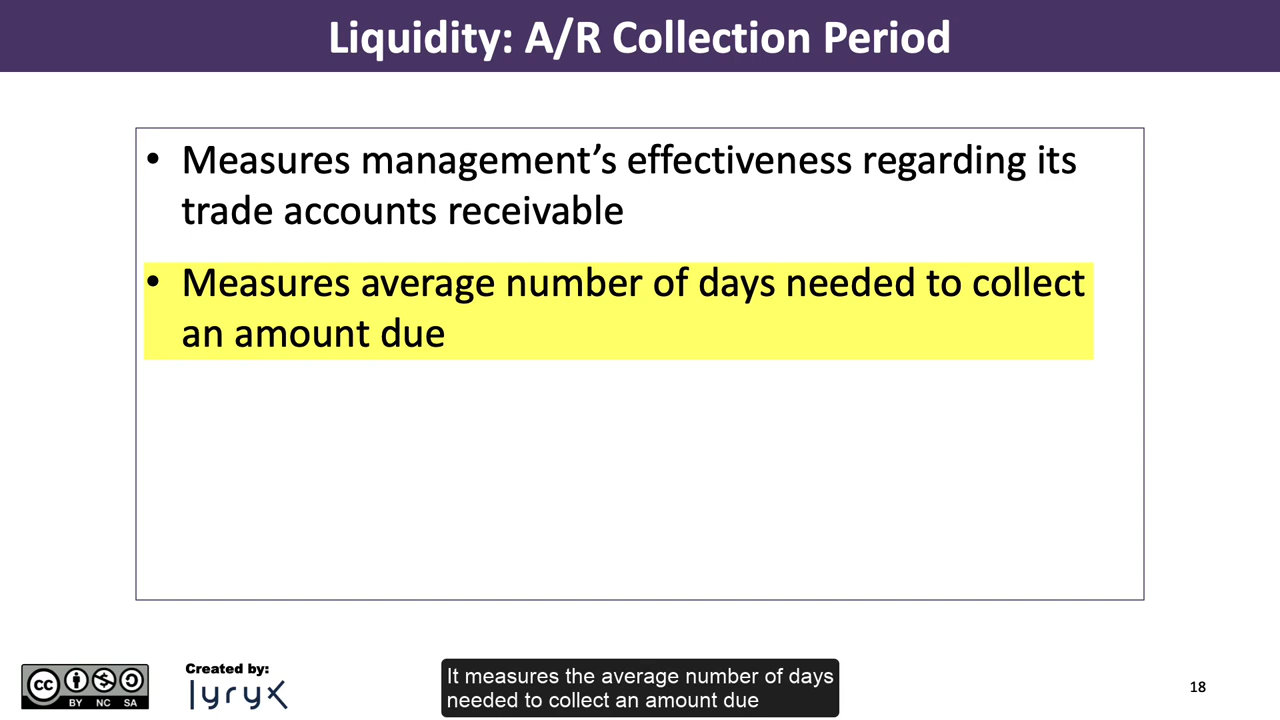 Liquidity: A/R Collection Period
• Measures management’s effectiveness regarding its
trade accounts receivable
• Measures average number of days needed to collect
an amount due
cc
BY NC SA
Created by:
lyryx
It measures the average number of days
needed to collect an amount due
18